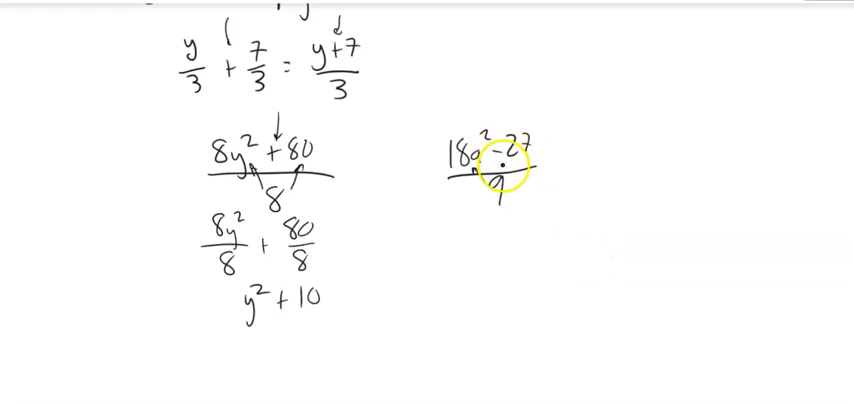 y/3 + 7/3 = (y+7)/3
(8y² + 80)/8
8y²/8 + 80/8
y² + 10
(18a² - 27)/9